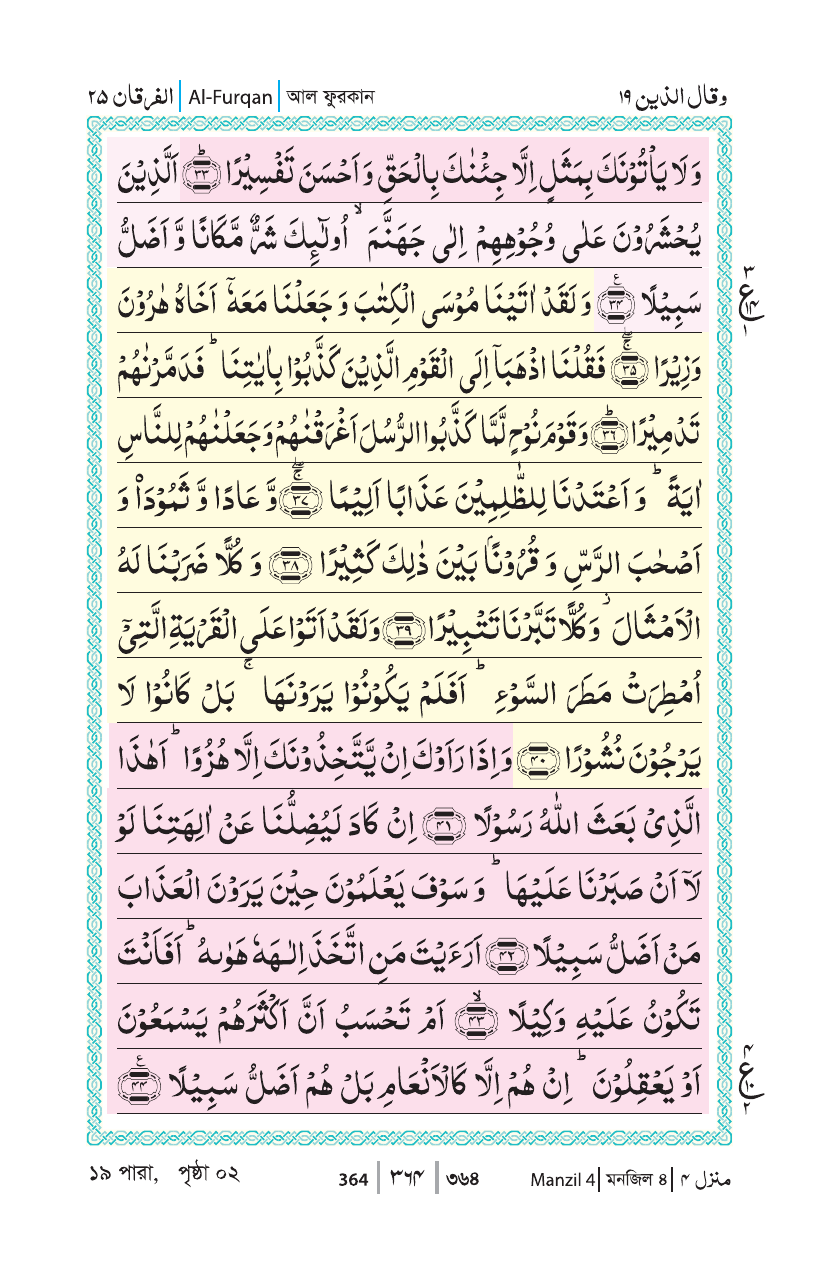 الفرقان ٢٥ | Al-Furqan | আল ফুরকান وقال الذين ١٩
وَلَا يَاْتُوْنَكَ بِمَثَلٍ اِلَّا جِئْنٰكَ بِالْحَقِّ وَاَحْسَنَ تَفْسِيْرًا ؕ ﴿٣٣﴾ اَلَّذِيْنَ
يُحْشَرُوْنَ عَلٰى وُجُوْهِهِمْ اِلٰى جَهَنَّمَ ۙ اُولٰٓئِكَ شَرٌّ مَّكَانًا وَّ اَضَلُّ
سَبِيْلًا ﴿٣٤﴾ وَلَقَدْ اٰتَيْنَا مُوْسَى الْكِتٰبَ وَجَعَلْنَا مَعَهٗۤ اَخَاهُ هٰرُوْنَ
٣ ع ١٤ ١
وَزِيْرًا ۚ ﴿٣٥﴾ فَقُلْنَا اذْهَبَاۤ اِلَى الْقَوْمِ الَّذِيْنَ كَذَّبُوْا بِاٰيٰتِنَا ؕ فَدَمَّرْنٰهُمْ
تَدْمِيْرًا ؕ ﴿٣٦﴾ وَقَوْمَ نُوْحٍ لَّمَّا كَذَّبُوا الرُّسُلَ اَغْرَقْنٰهُمْ وَجَعَلْنٰهُمْ لِلنَّاسِ
اٰيَةً ؕ وَاَعْتَدْنَا لِلظّٰلِمِيْنَ عَذَابًا اَلِيْمًا ۚ ﴿٣٧﴾ وَّ عَادًا وَّ ثَمُوْدَا۟ وَ
اَصْحٰبَ الرَّسِّ وَ قُرُوْنًۢا بَيْنَ ذٰلِكَ كَثِيْرًا ﴿٣٨﴾ وَ كُلًّا ضَرَبْنَا لَهُ
الْاَمْثَالَ ؗ وَكُلًّا تَبَّرْنَا تَتْبِيْرًا ﴿٣٩﴾ وَلَقَدْ اَتَوْا عَلَى الْقَرْيَةِ الَّتِيْۤ
اُمْطِرَتْ مَطَرَ السَّوْءِ ؕ اَفَلَمْ يَكُوْنُوْا يَرَوْنَهَا ۚ بَلْ كَانُوْا لَا
يَرْجُوْنَ نُشُوْرًا ﴿٤٠﴾ وَاِذَا رَاَوْكَ اِنْ يَّتَّخِذُوْنَكَ اِلَّا هُزُوًا ؕ اَهٰذَا
الَّذِيْ بَعَثَ اللّٰهُ رَسُوْلًا ﴿٤١﴾ اِنْ كَادَ لَيُضِلُّنَا عَنْ اٰلِهَتِنَا لَوْ
لَاۤ اَنْ صَبَرْنَا عَلَيْهَا ؕ وَسَوْفَ يَعْلَمُوْنَ حِيْنَ يَرَوْنَ الْعَذَابَ
مَنْ اَضَلُّ سَبِيْلًا ﴿٤٢﴾ اَرَءَيْتَ مَنِ اتَّخَذَ اِلٰـهَهٗ هَوٰىهُ ؕ اَفَاَنْتَ
تَكُوْنُ عَلَيْهِ وَكِيْلًا ۙ ﴿٤٣﴾ اَمْ تَحْسَبُ اَنَّ اَكْثَرَهُمْ يَسْمَعُوْنَ
اَوْ يَعْقِلُوْنَ ؕ اِنْ هُمْ اِلَّا كَالْاَنْعَامِ بَلْ هُمْ اَضَلُّ سَبِيْلًا ﴿٤٤﴾
٤ ع ١٠ ٢
১৯ পারা, পৃষ্ঠা ০২ 364 | ٣٦٤ | ৩৬৪ Manzil 4 | মনজিল ৪ | منزل ٤